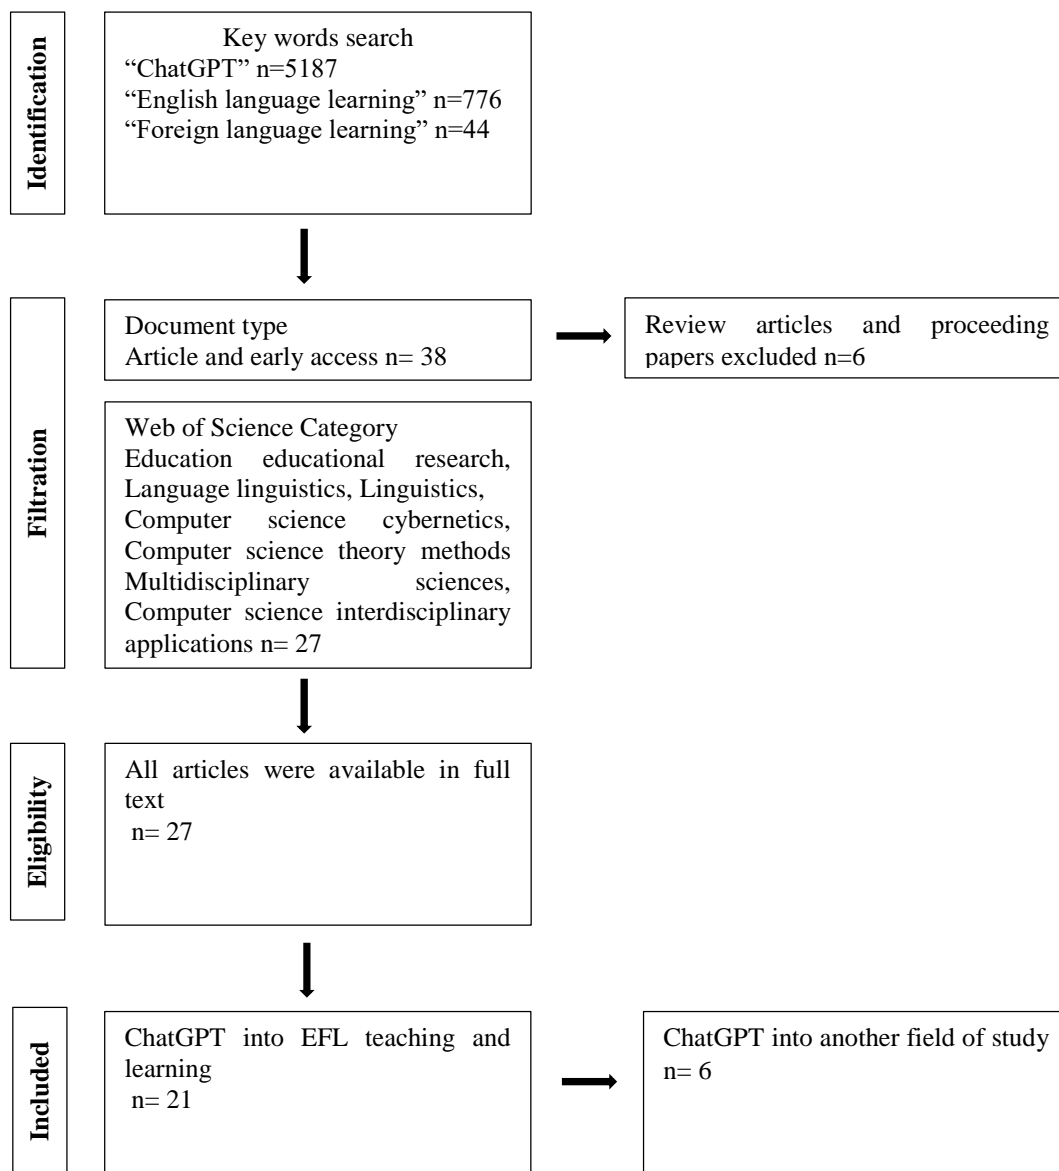 Identification
Key words search
“ChatGPT” n=5187
“English language learning” n=776
“Foreign language learning” n=44
Filtration
Document type
Article and early access n= 38
Review articles and proceeding
papers excluded n=6
Web of Science Category
Education educational research,
Language linguistics, Linguistics,
Computer science cybernetics,
Computer science theory methods
Multidisciplinary sciences,
Computer science interdisciplinary
applications n= 27
Eligibility
All articles were available in full
text
n= 27
Included
ChatGPT into EFL teaching and
learning
n= 21
ChatGPT into another field of study
n= 6